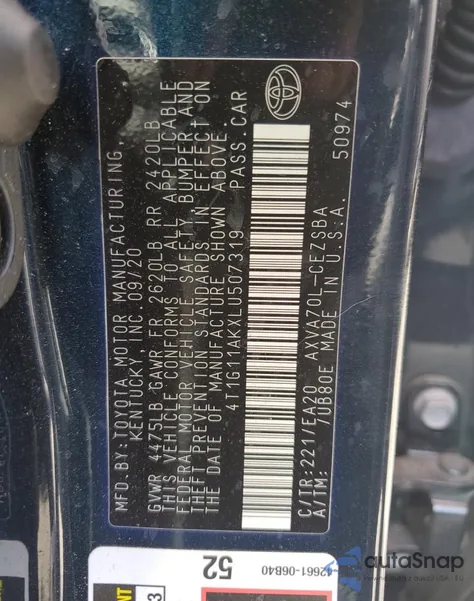 MFD. BY: TOYOTA MOTOR MANUFACTURING,
KENTUCKY, INC. 09/20
GVWR 4475LB GAWR FR 2620LB RR 2420LB
THIS VEHICLE CONFORMS TO ALL APPLICABLE
FEDERAL MOTOR VEHICLE SAFETY, BUMPER AND
THEFT PREVENTION STANDARDS IN EFFECT ON
THE DATE OF MANUFACTURE SHOWN ABOVE.
4T1G11AKXLU507319 PASS.CAR
C/TR:221/EA20 AXVA70L-CEZSBA
A/TM: 7UB80E MADE IN U.S.A. 50974
52
42661-06B40
autoSnap